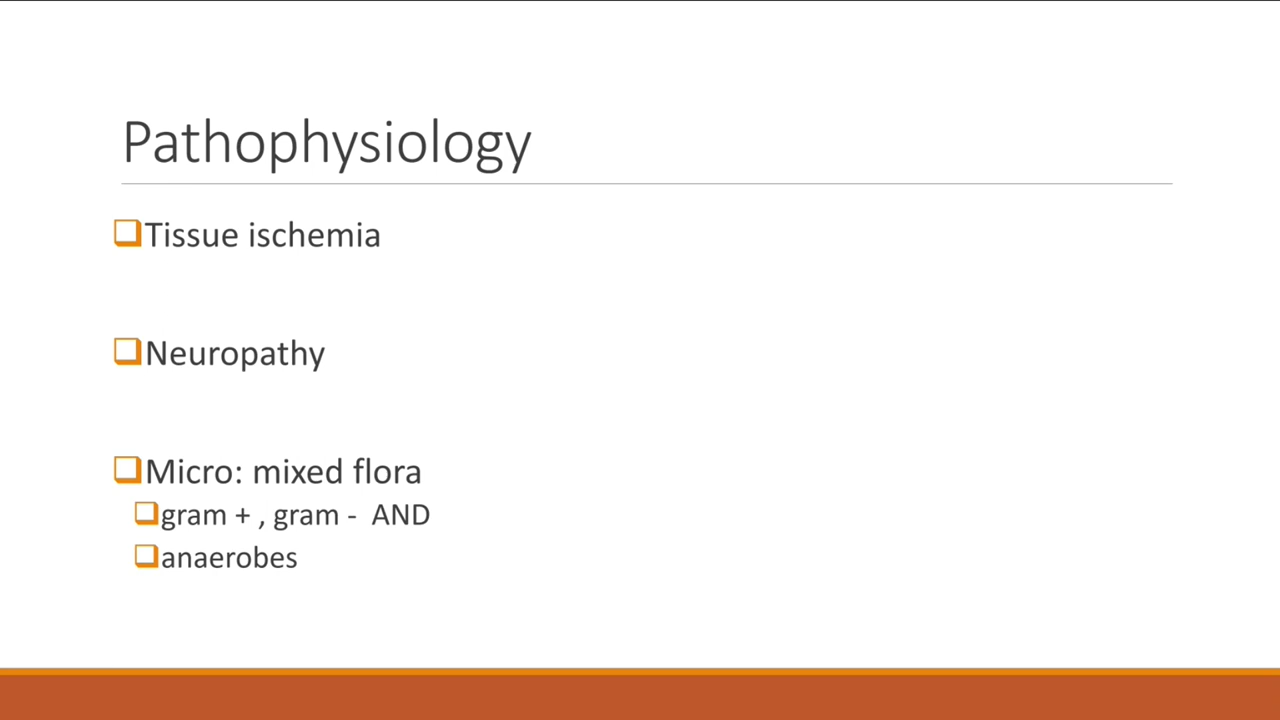 Pathophysiology
Tissue ischemia
Neuropathy
Micro: mixed flora
gram + , gram - AND
anaerobes